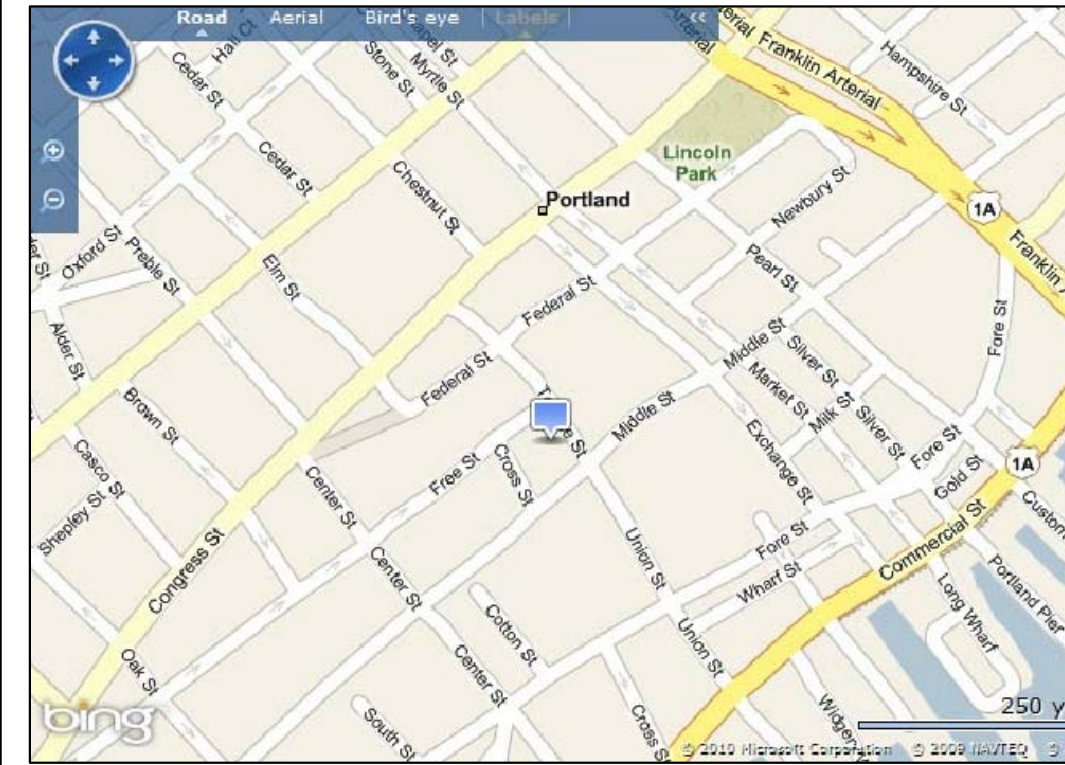 Road Aerial Bird's eye Labels «
Hall Ct
Cedar St
Stone St
Chapel St
Myrtle St
Arterial
Franklin Arterial
Hampshire St
Cedar St
Chestnut St
Lincoln
Park
Newbury St
1A
Franklin
Portland
Oxford St
Preble St
Elm St
Pearl St
Federal St
Fore St
Alder St
Middle St
Silver St
Federal St
Market St
Brown St
Middle St
Milk St
Silver St
Exchange St
Fore St
Casco St
Free St
Cross St
Gold St
1A
Shepley St
Center St
Custom
Congress St
Union St
Fore St
Commercial St
Center St
Wharf St
Portland Pier
Long Wharf
Cotton St
Union St
Oak St
Center St
bing
South St
Cross St
Widgery
250 y
© 2010 Microsoft Corporation © 2009 NAVTEQ